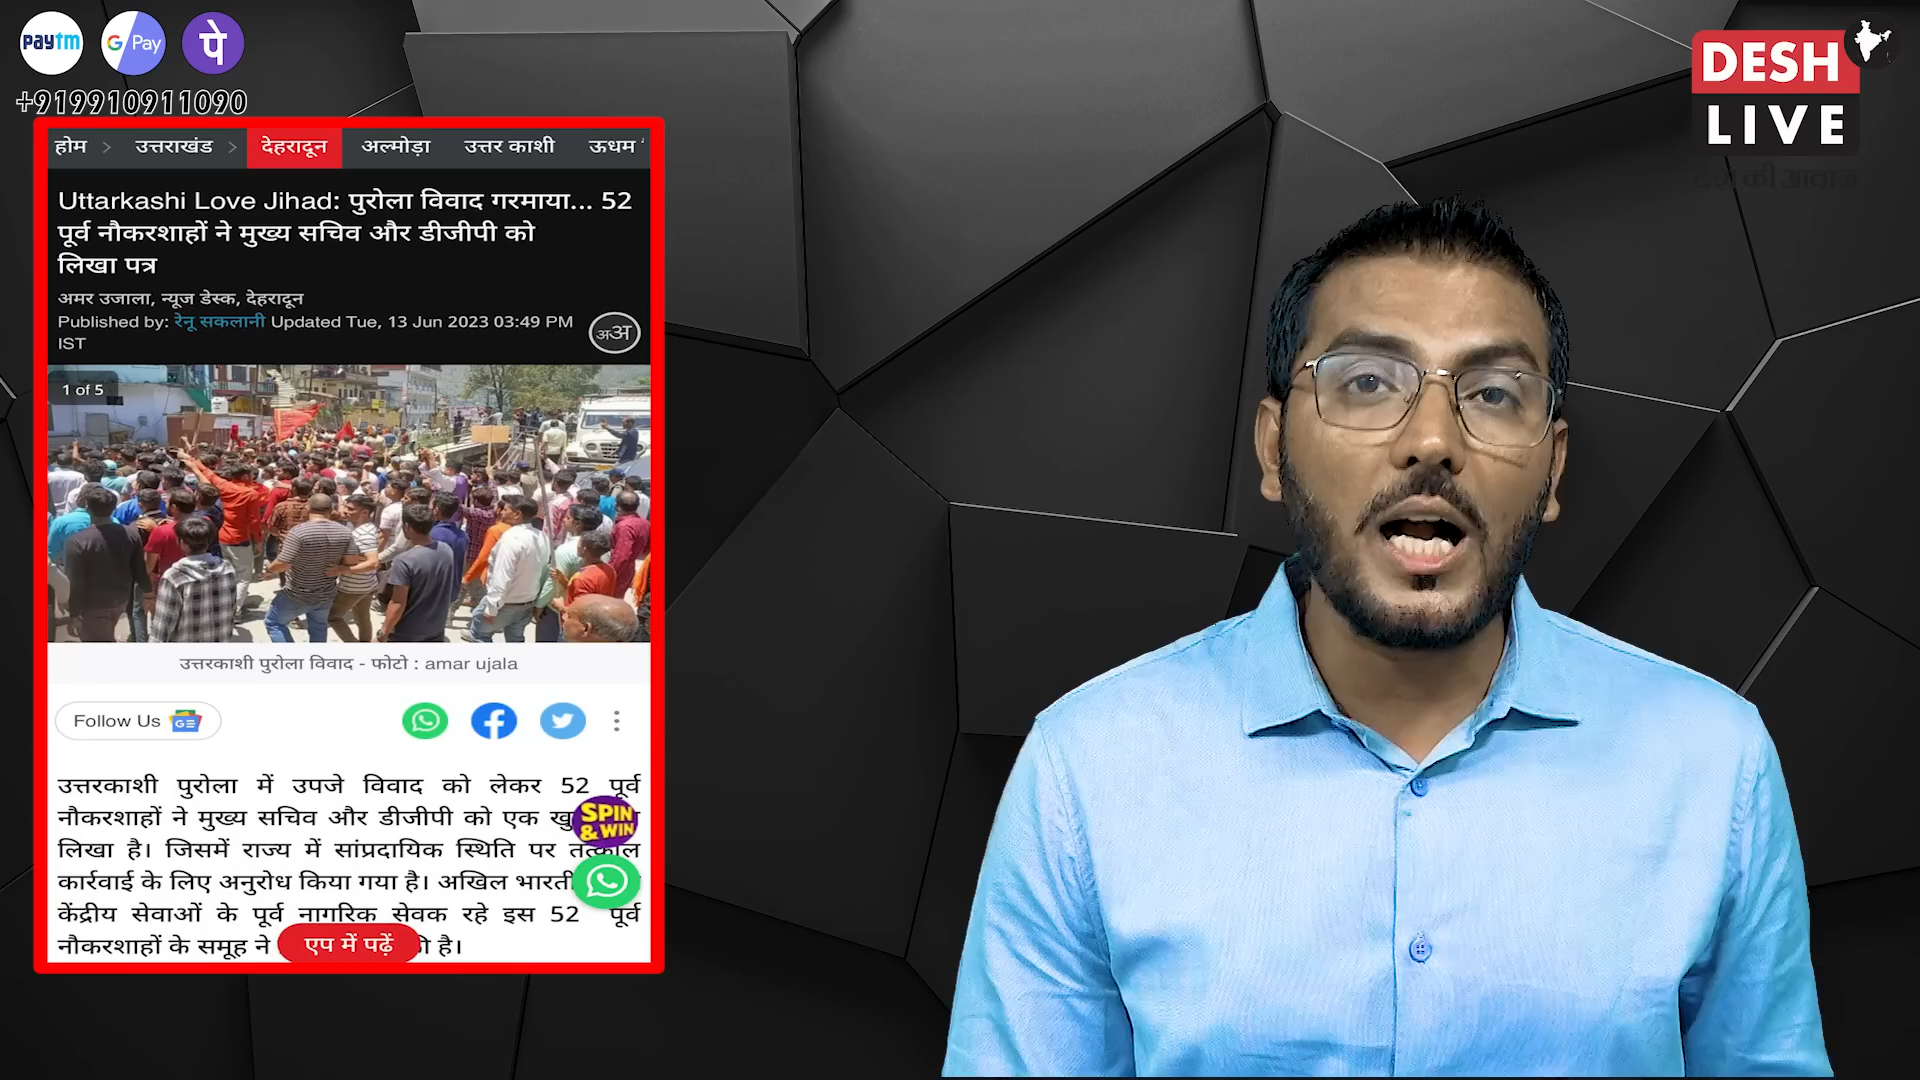 paytm G Pay पे
+919910911090
DESH
LIVE
देश की आवाज
होम उत्तराखंड देहरादून अल्मोड़ा उत्तर काशी ऊधम
Uttarkashi Love Jihad: पुरोला विवाद गरमाया... 52
पूर्व नौकरशाहों ने मुख्य सचिव और डीजीपी को
लिखा पत्र
अमर उजाला, न्यूज डेस्क, देहरादून
Published by: रेनू सकलानी Updated Tue, 13 Jun 2023 03:49 PM
IST
अ-अ
1 of 5
उत्तरकाशी पुरोला विवाद - फोटो : amar ujala
Follow Us GE
उत्तरकाशी पुरोला में उपजे विवाद को लेकर 52 पूर्व
नौकरशाहों ने मुख्य सचिव और डीजीपी को एक
लिखा है। जिसमें राज्य में सांप्रदायिक स्थिति पर तत्काल
कार्रवाई के लिए अनुरोध किया गया है। अखिल
केंद्रीय सेवाओं के पूर्व नागरिक सेवक रहे इस 52 पूर्व
नौकरशाहों के समूह ने है।
SPIN
& WIN
एप में पढ़ें